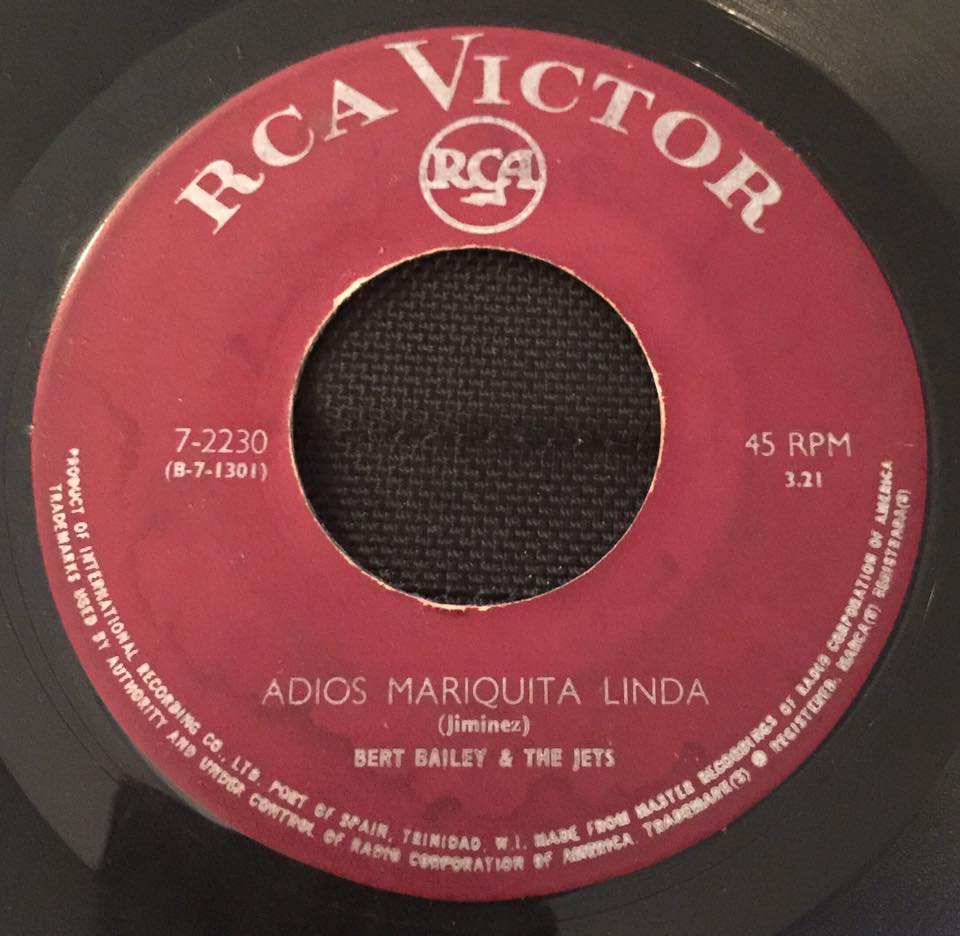 RCA VICTOR
RCA
7-2230
(B-7-1301)
45 RPM
3.21
ADIOS MARIQUITA LINDA
(Jiminez)
BERT BAILEY & THE JETS
PRODUCT OF INTERNATIONAL RECORDING CO., LTD. PORT OF SPAIN, TRINIDAD, W.I. MADE FROM MASTER RECORDINGS OF RADIO CORPORATION OF AMERICA
TRADEMARKS USED BY AUTHORITY AND UNDER CONTROL OF RADIO CORPORATION OF AMERICA. TRADEMARK(S) ® REGISTERED. MARCA(S) REGISTRADA(S)